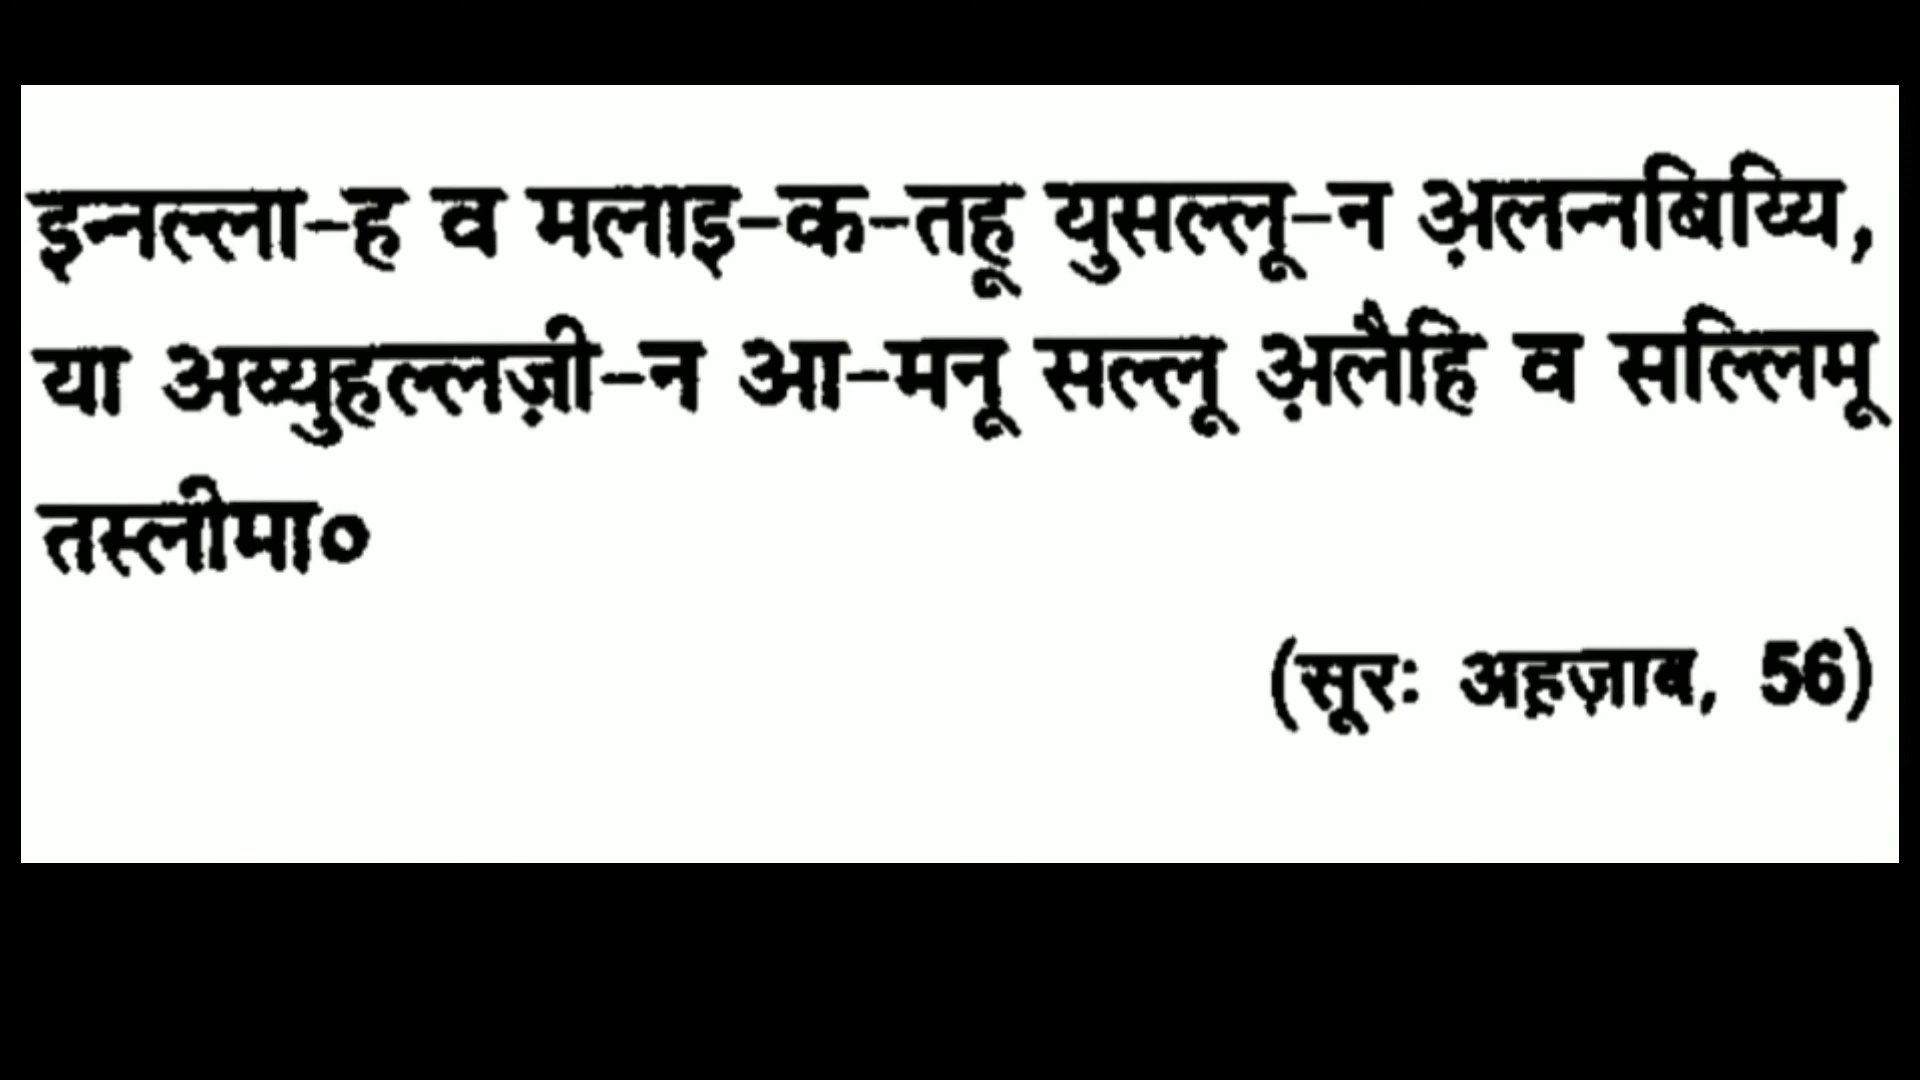 इन्नल्ला-ह व मलाइ-क-तहू युसल्लू-न अ़लन्नबिय्यि,
या अय्युहल्लज़ी-न आ-मनू सल्लू अ़लैहि व सल्लिमू
तस्लीमा०
(सूरः अह़ज़ाब, 56)